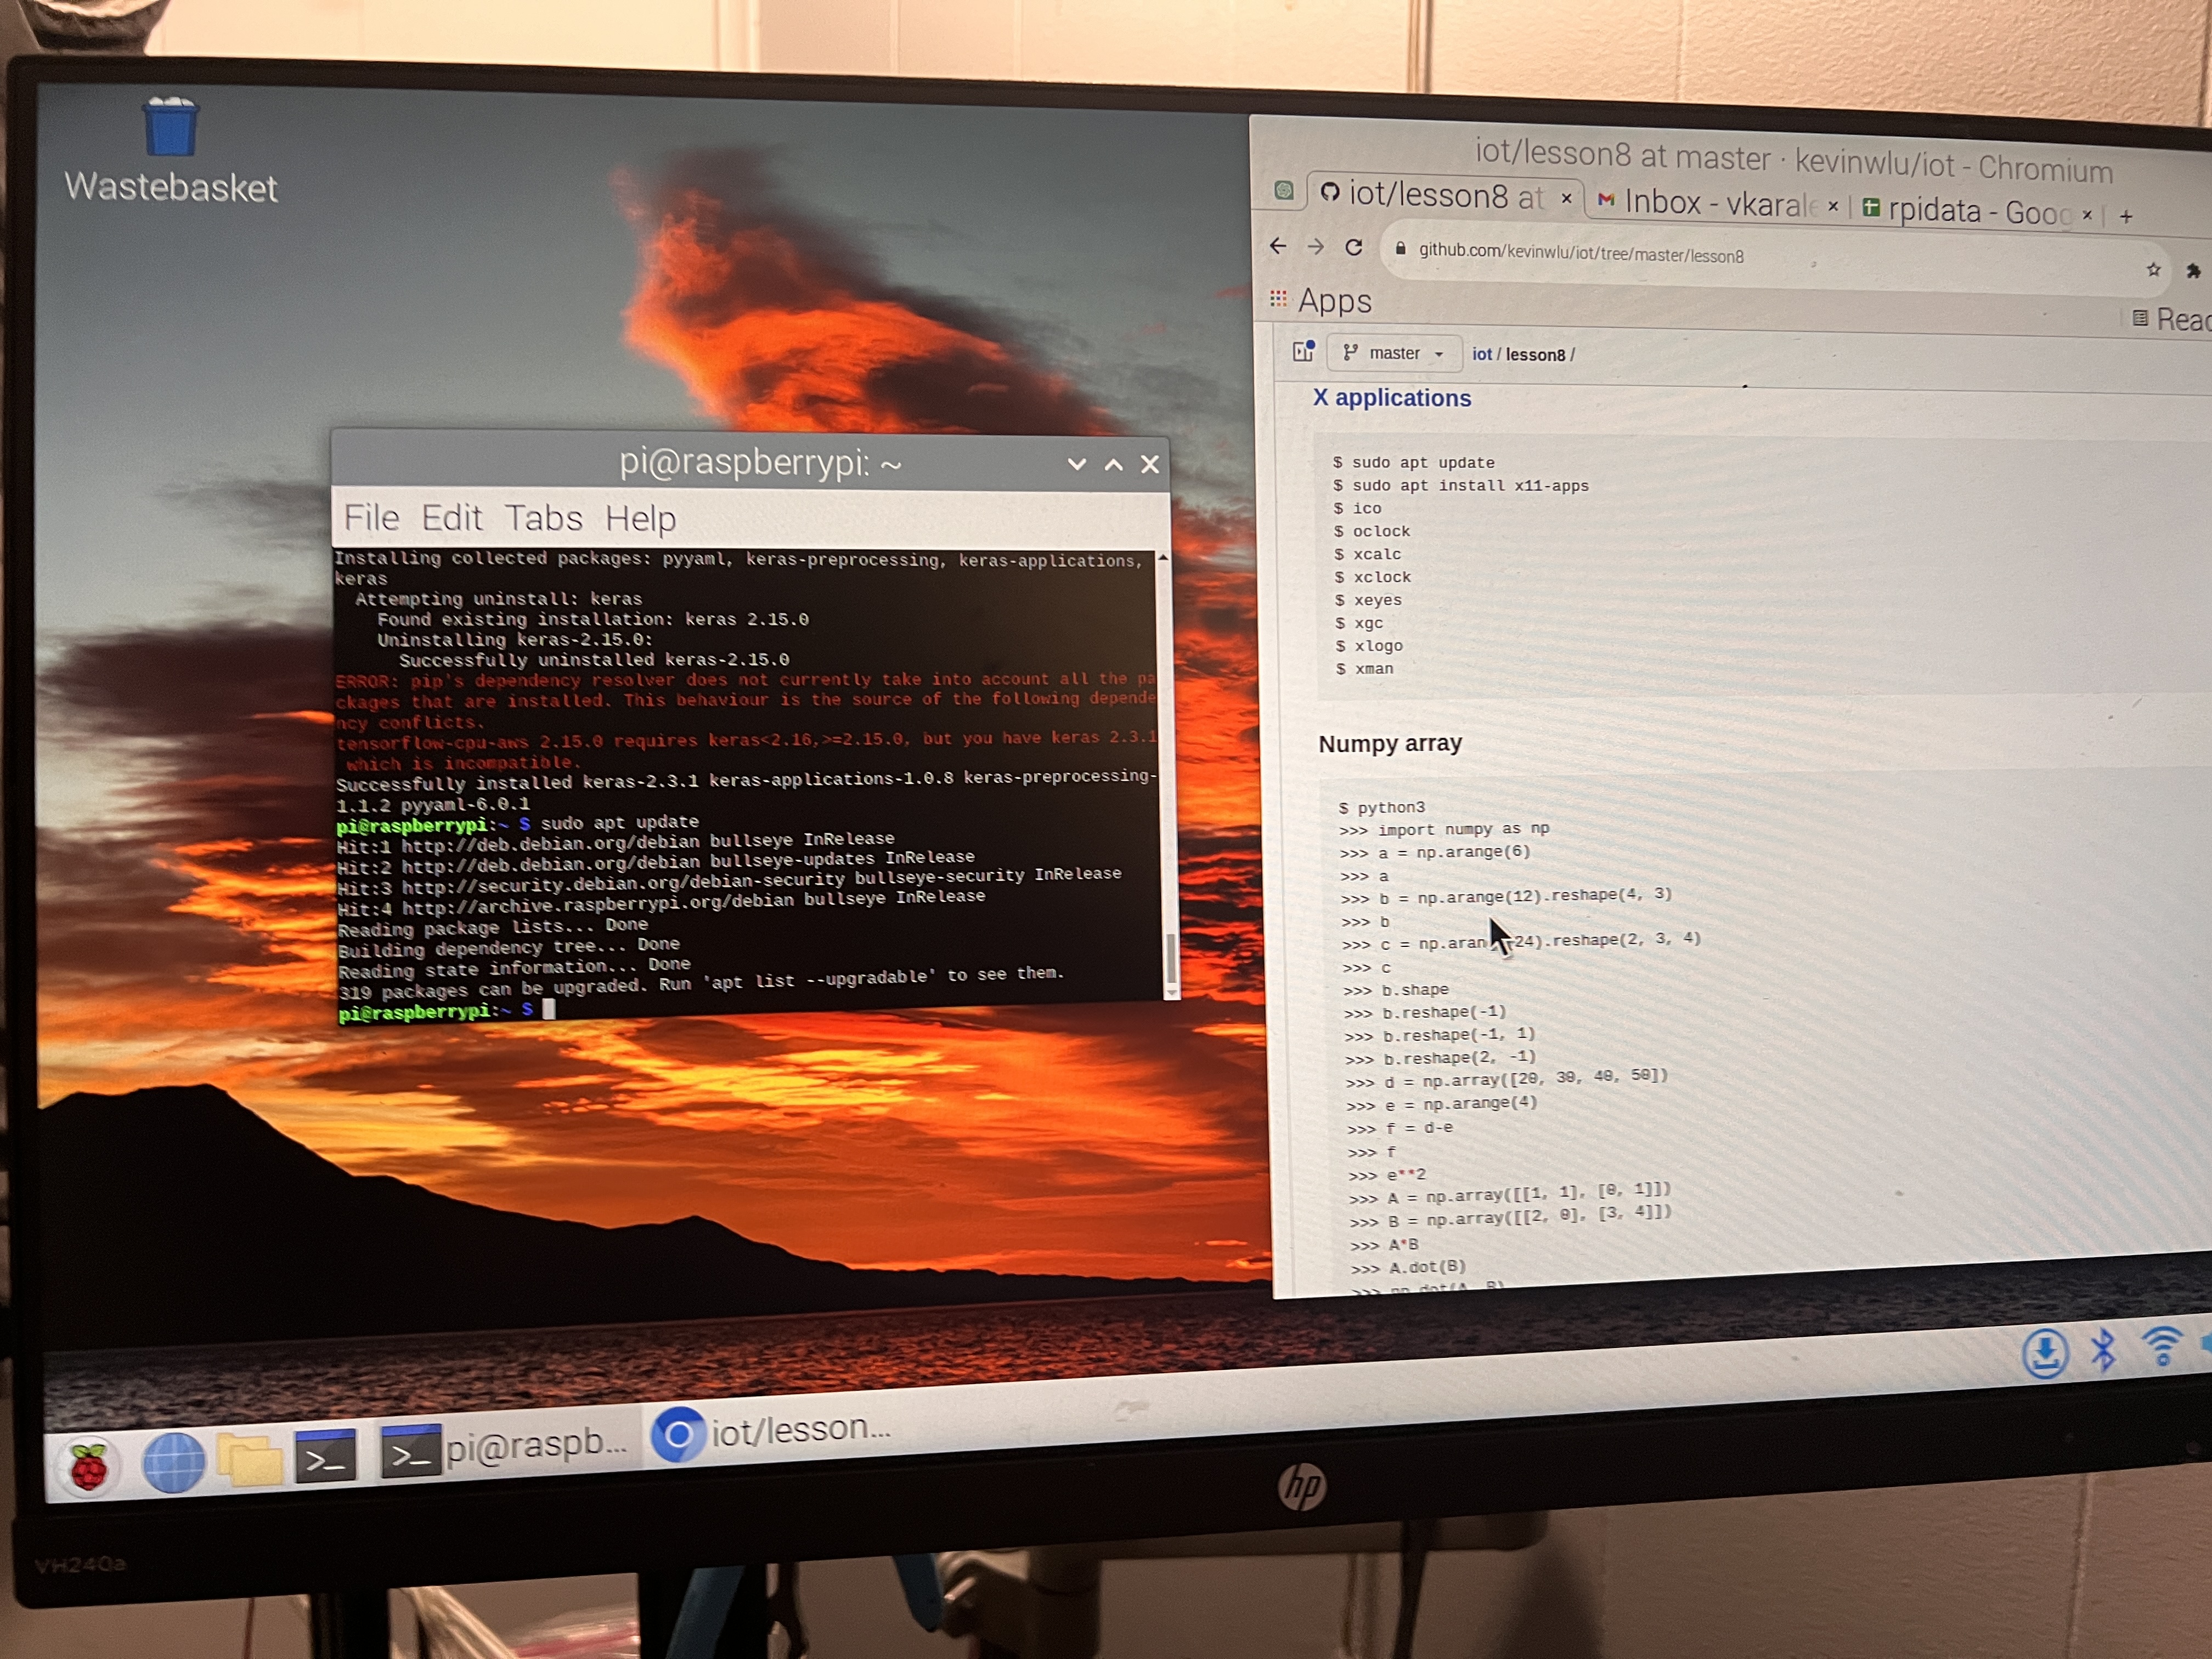 Wastebasket
pi@raspberrypi: ~
File Edit Tabs Help
Installing collected packages: pyyaml, keras-preprocessing, keras-applications,
keras
Attempting uninstall: keras
Found existing installation: keras 2.15.0
Uninstalling keras-2.15.0:
Successfully uninstalled keras-2.15.0
ERROR: pip's dependency resolver does not currently take into account all the pa
ckages that are installed. This behaviour is the source of the following depende
ncy conflicts.
tensorflow-cpu-aws 2.15.0 requires keras<2.16,>=2.15.0, but you have keras 2.3.1
which is incompatible.
Successfully installed keras-2.3.1 keras-applications-1.0.8 keras-preprocessing-
1.1.2 pyyaml-6.0.1
pi@raspberrypi:~ $ sudo apt update
Hit:1 http://deb.debian.org/debian bullseye InRelease
Hit:2 http://deb.debian.org/debian bullseye-updates InRelease
Hit:3 http://security.debian.org/debian-security bullseye-security InRelease
Hit:4 http://archive.raspberrypi.org/debian bullseye InRelease
Reading package lists... Done
Building dependency tree... Done
Reading state information... Done
319 packages can be upgraded. Run 'apt list --upgradable' to see them.
pi@raspberrypi:~ $
iot/lesson8 at master · kevinwlu/iot - Chromium
iot/lesson8 at × Inbox - vkarale × rpidata - Goog × +
github.com/kevinwlu/iot/tree/master/lesson8
Apps
Read
master iot / lesson8 /
X applications
$ sudo apt update
$ sudo apt install x11-apps
$ ico
$ oclock
$ xcalc
$ xclock
$ xeyes
$ xgc
$ xlogo
$ xman
Numpy array
$ python3
>>> import numpy as np
>>> a = np.arange(6)
>>> a
>>> b = np.arange(12).reshape(4, 3)
>>> b
>>> c = np.aran 24).reshape(2, 3, 4)
>>> c
>>> b.shape
>>> b.reshape(-1)
>>> b.reshape(-1, 1)
>>> b.reshape(2, -1)
>>> d = np.array([20, 30, 40, 50])
>>> e = np.arange(4)
>>> f = d-e
>>> f
>>> e**2
>>> A = np.array([[1, 1], [0, 1]])
>>> B = np.array([[2, 0], [3, 4]])
>>> A*B
>>> A.dot(B)
>>> np.dot(A, B)
pi@raspb... iot/lesson...
hp
VH240a